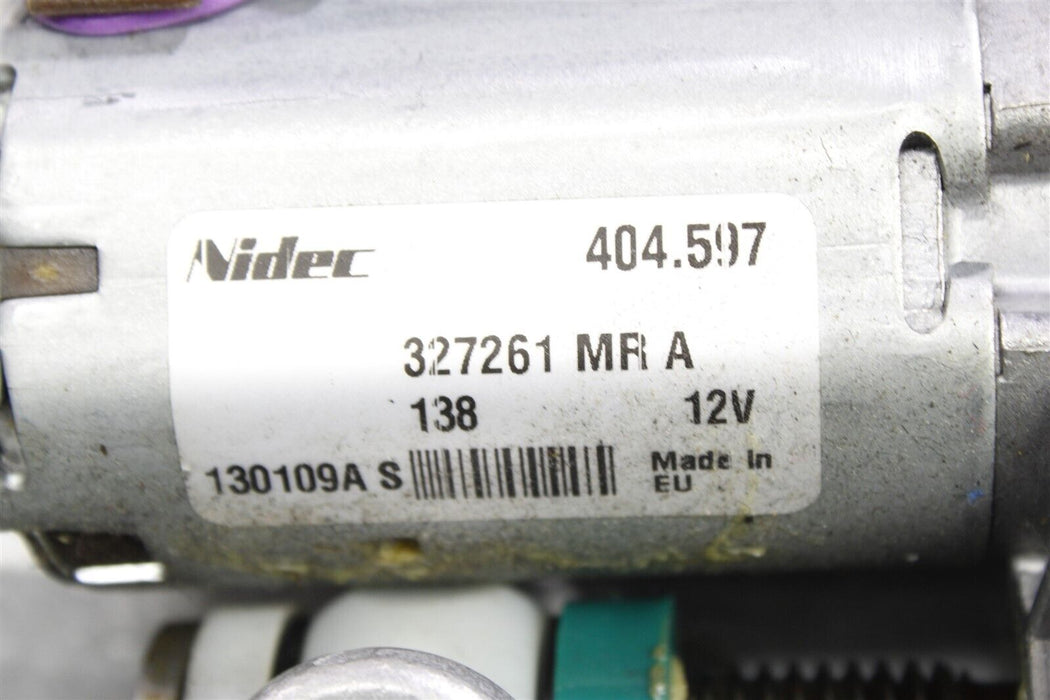 Nidec 404.597
327261 MR A
138 12V
130109A S Made In
EU